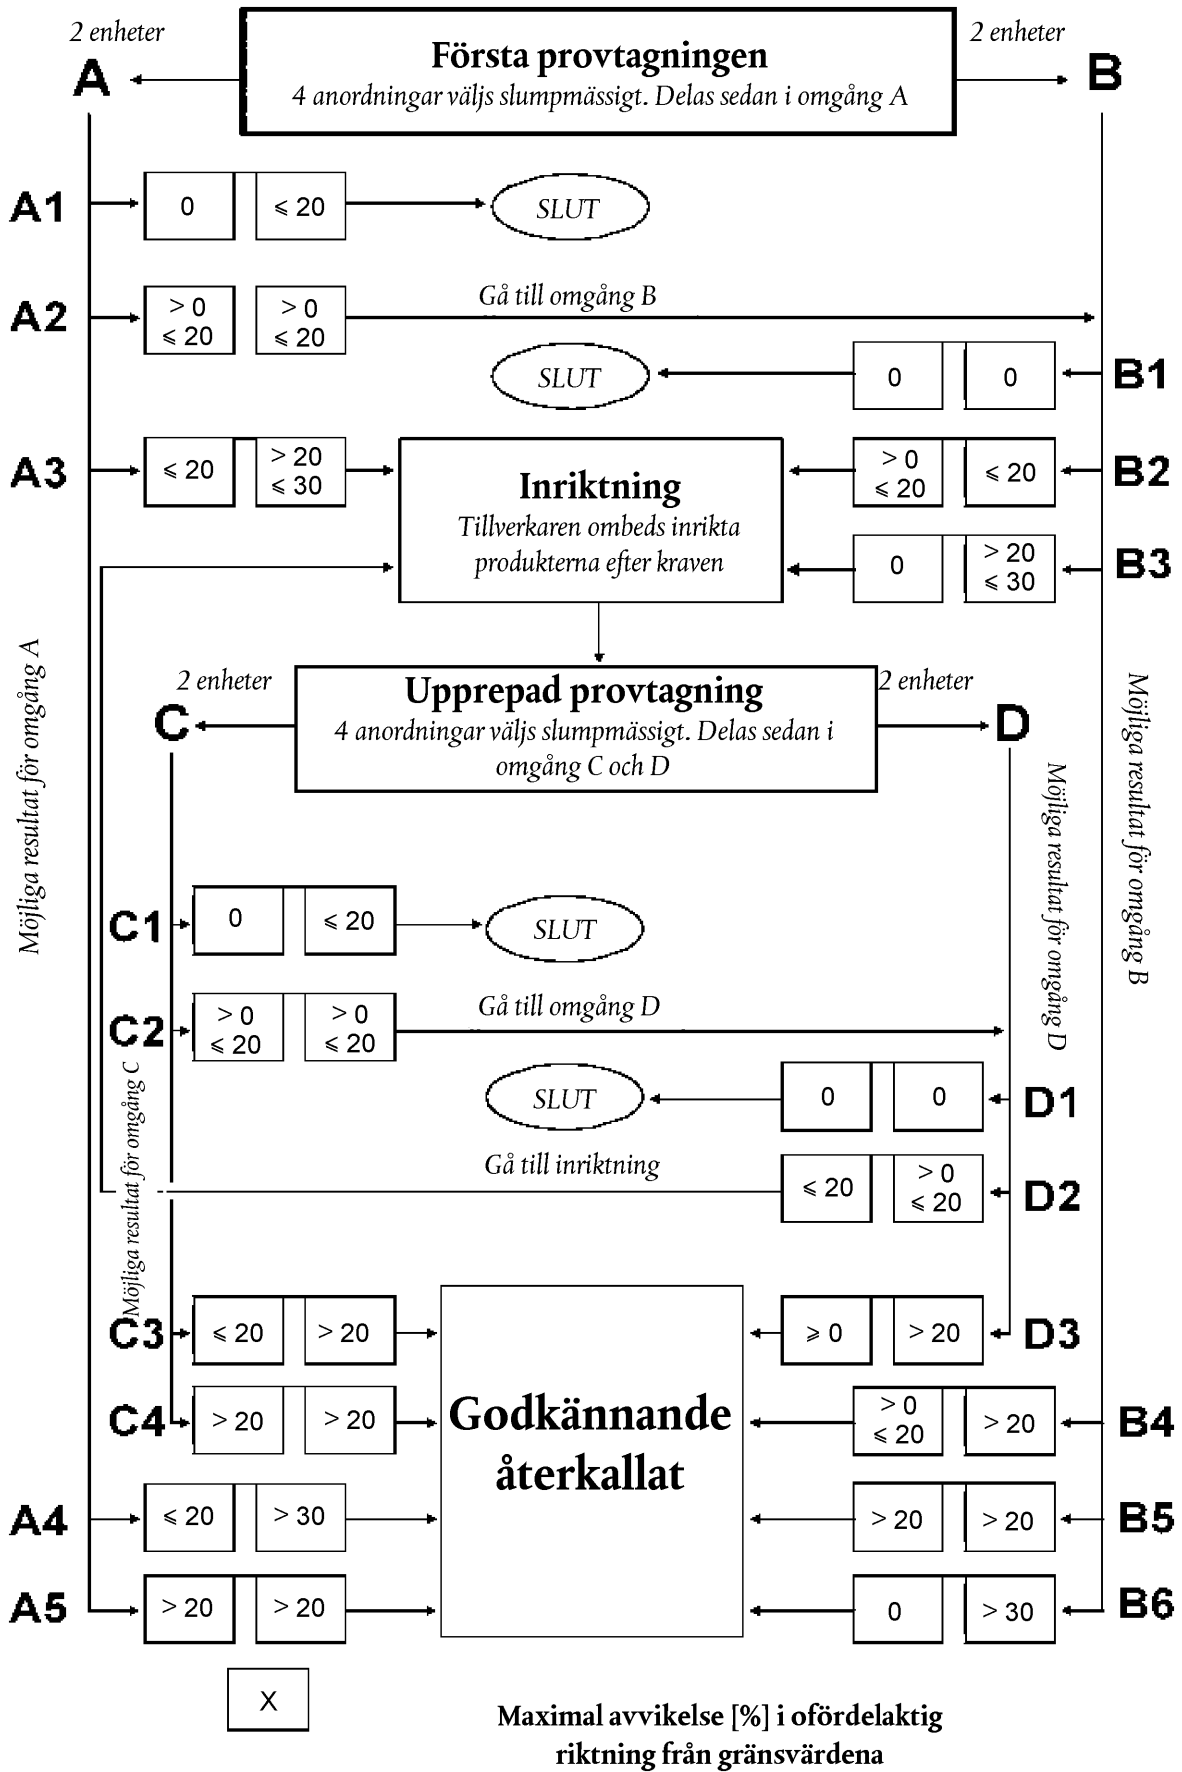 2 enheter
2 enheter
A
Första provtagningen
B
4 anordningar väljs slumpmässigt. Delas sedan i omgång A
A1
0
⩽ 20
SLUT
A2
> 0
⩽ 20
> 0
⩽ 20
Gå till omgång B
SLUT
0
0
B1
A3
⩽ 20
> 20
⩽ 30
Inriktning
Tillverkaren ombeds inrikta
produkterna efter kraven
> 0
⩽ 20
⩽ 20
B2
0
> 20
⩽ 30
B3
Möjliga resultat för omgång A
Möjliga resultat för omgång B
2 enheter
2 enheter
C
Upprepad provtagning
D
4 anordningar väljs slumpmässigt. Delas sedan i
omgång C och D
Möjliga resultat för omgång D
C1
0
⩽ 20
SLUT
C2
> 0
⩽ 20
> 0
⩽ 20
Gå till omgång D
Möjliga resultat för omgång C
SLUT
0
0
D1
Gå till inriktning
⩽ 20
> 0
⩽ 20
D2
C3
⩽ 20
> 20
⩾ 0
> 20
D3
C4
> 20
> 20
Godkännande
återkallat
> 0
⩽ 20
> 20
B4
A4
⩽ 20
> 30
> 20
> 20
B5
A5
> 20
> 20
0
> 30
B6
X
Maximal avvikelse [%] i ofördelaktig
riktning från gränsvärdena